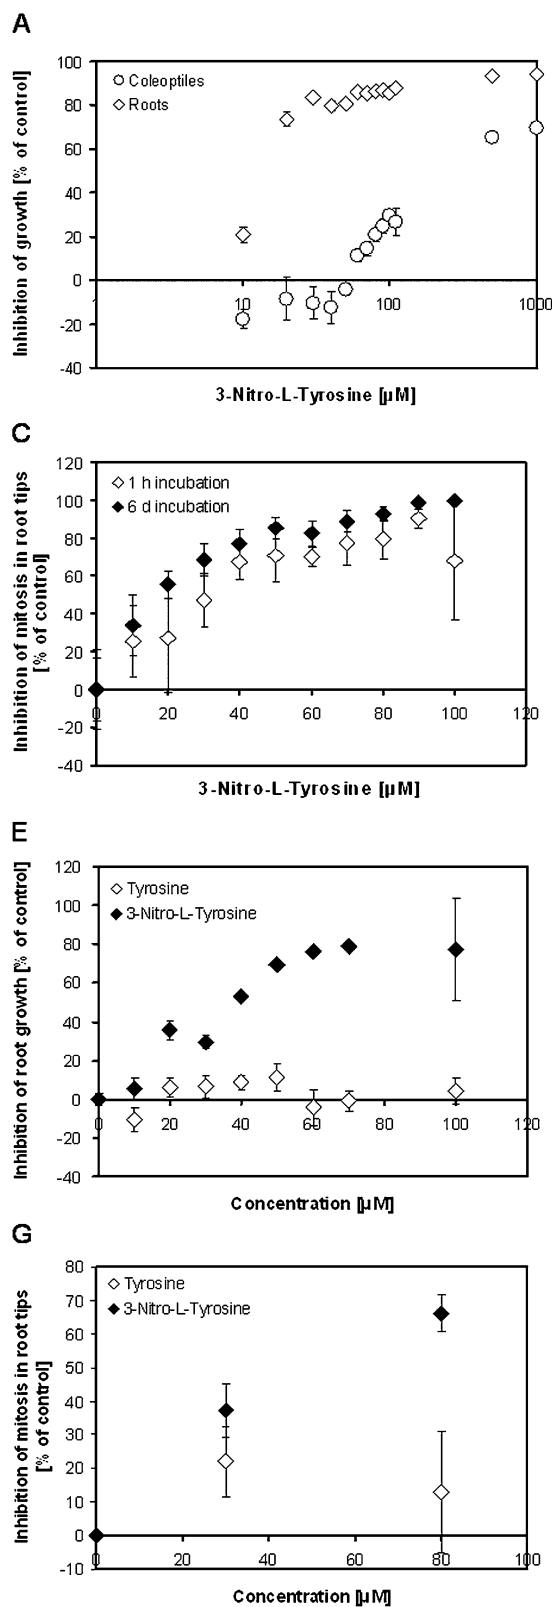 A
100
80
60
40
20
0
-20
-40
Inhibition of growth [% of control]
Coleoptiles
Roots
10
100
1000
3-Nitro-L-Tyrosine [µM]
C
120
100
80
60
40
20
0
-20
-40
Inhibition of mitosis in root tips
[% of control]
1 h incubation
6 d incubation
0 20 40 60 80 100 120
3-Nitro-L-Tyrosine [µM]
E
120
100
80
60
40
20
0
-20
-40
Inhibition of root growth [% of control]
Tyrosine
3-Nitro-L-Tyrosine
0 20 40 60 80 100 120
Concentration [µM]
G
80
70
60
50
40
30
20
10
0
-10
Inhibition of mitosis in root tips
[% of control]
Tyrosine
3-Nitro-L-Tyrosine
0 20 40 60 80 100
Concentration [µM]